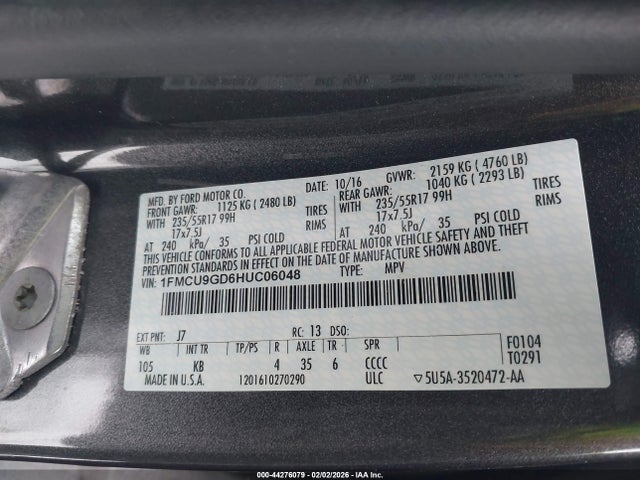 MFD. BY FORD MOTOR CO.
DATE: 10/16 GVWR: 2159 KG ( 4760 LB)
FRONT GAWR: 1125 KG ( 2480 LB)
REAR GAWR: 1040 KG ( 2293 LB)
WITH 235/55R17 99H TIRES
WITH 235/55R17 99H TIRES
17x7.5J RIMS
17x7.5J RIMS
AT 240 kPa/ 35 PSI COLD
AT 240 kPa/ 35 PSI COLD
THIS VEHICLE CONFORMS TO ALL APPLICABLE FEDERAL MOTOR VEHICLE SAFETY AND THEFT
PREVENTION STANDARDS IN EFFECT ON THE DATE OF MANUFACTURE SHOWN ABOVE.
VIN: 1FMCU9GD6HUC06048
TYPE: MPV
EXT PNT: J7 RC: 13 DSO:
WB INT TR TP/PS R AXLE TR SPR
105 KB 4 35 6 CCCC
F0104
T0291
MADE IN U.S.A. 1201610270290 ULC ▽5U5A-3520472-AA
000-44276079 - 02/02/2026 - IAA Inc.